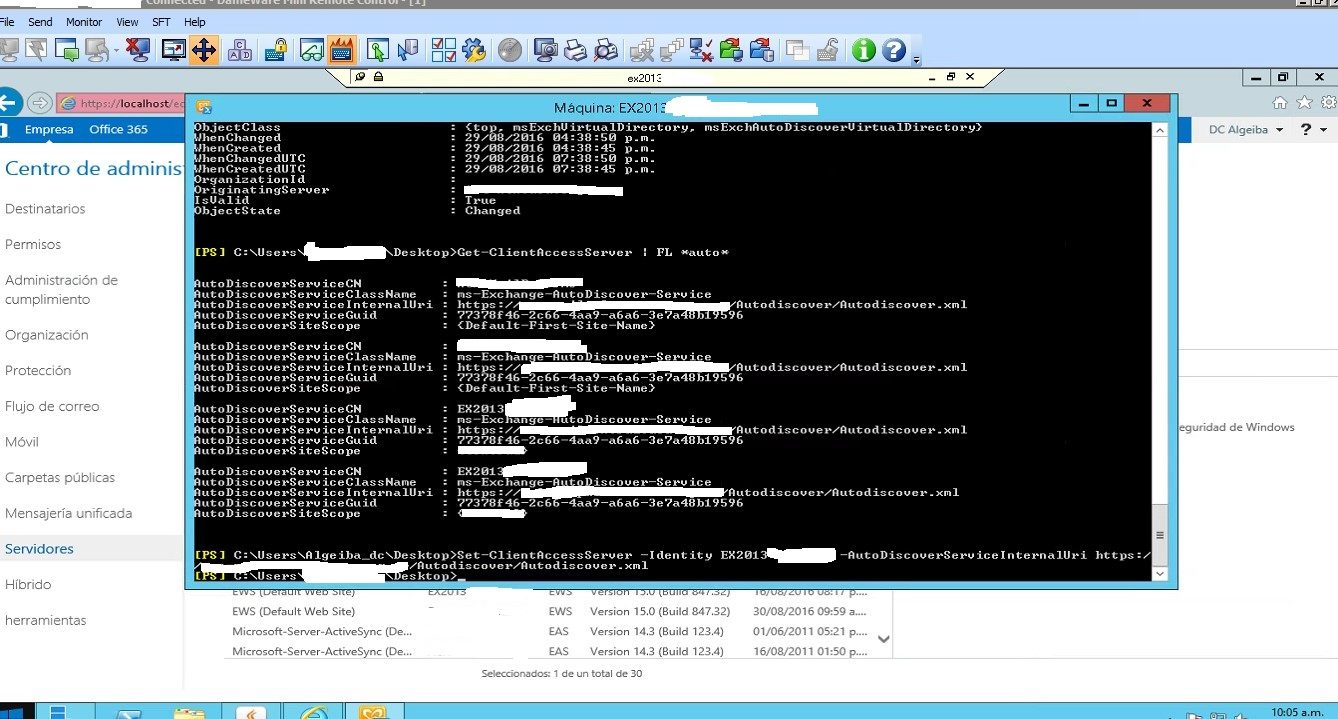 Connected - DameWare Mini Remote Control - [1]
File Send Monitor View SFT Help
ex2013
https://localhost/ec
Máquina: EX2013
Empresa Office 365
DC Algeiba ?
Centro de adminis
Destinatarios
Permisos
Administración de
cumplimiento
Organización
Protección
Flujo de correo
Móvil
Carpetas públicas
Mensajería unificada
Servidores
Híbrido
herramientas
ObjectClass : {top, msExchVirtualDirectory, msExchAutoDiscoverVirtualDirectory}
WhenChanged : 29/08/2016 04:38:50 p.m.
WhenCreated : 29/08/2016 04:38:45 p.m.
WhenChangedUTC : 29/08/2016 07:38:50 p.m.
WhenCreatedUTC : 29/08/2016 07:38:45 p.m.
OrganizationId :
OriginatingServer :
IsValid : True
ObjectState : Changed
[PS] C:\Users\ \Desktop>Get-ClientAccessServer | FL *auto*
AutoDiscoverServiceCN :
AutoDiscoverServiceClassName : ms-Exchange-AutoDiscover-Service
AutoDiscoverServiceInternalUri : https:// /Autodiscover/Autodiscover.xml
AutoDiscoverServiceGuid : 77378f46-2c66-4aa9-a6a6-3e7a48b19596
AutoDiscoverSiteScope : {Default-First-Site-Name}
AutoDiscoverServiceCN :
AutoDiscoverServiceClassName : ms-Exchange-AutoDiscover-Service
AutoDiscoverServiceInternalUri : https:// /Autodiscover/Autodiscover.xml
AutoDiscoverServiceGuid : 77378f46-2c66-4aa9-a6a6-3e7a48b19596
AutoDiscoverSiteScope : {Default-First-Site-Name}
AutoDiscoverServiceCN : EX2013
AutoDiscoverServiceClassName : ms-Exchange-AutoDiscover-Service
AutoDiscoverServiceInternalUri : https:// /Autodiscover/Autodiscover.xml
AutoDiscoverServiceGuid : 77378f46-2c66-4aa9-a6a6-3e7a48b19596
AutoDiscoverSiteScope :
AutoDiscoverServiceCN : EX2013
AutoDiscoverServiceClassName : ms-Exchange-AutoDiscover-Service
AutoDiscoverServiceInternalUri : https:// /Autodiscover/Autodiscover.xml
AutoDiscoverServiceGuid : 77378f46-2c66-4aa9-a6a6-3e7a48b19596
AutoDiscoverSiteScope :
[PS] C:\Users\Algeiba_dc\Desktop>Set-ClientAccessServer -Identity EX2013 -AutoDiscoverServiceInternalUri https:/
/ /Autodiscover/Autodiscover.xml
[PS] C:\Users\ \Desktop>_
eguridad de Windows
EWS (Default Web Site) EX2013 EWS Version 15.0 (Build 847.32) 16/08/2016 08:17 p....
EWS (Default Web Site) EWS Version 15.0 (Build 847.32) 30/08/2016 09:59 a....
Microsoft-Server-ActiveSync (De... EAS Version 14.3 (Build 123.4) 01/06/2011 05:21 p....
Microsoft-Server-ActiveSync (De... EAS Version 14.3 (Build 123.4) 16/08/2011 01:50 p....
Seleccionados: 1 de un total de 30
10:05 a.m.